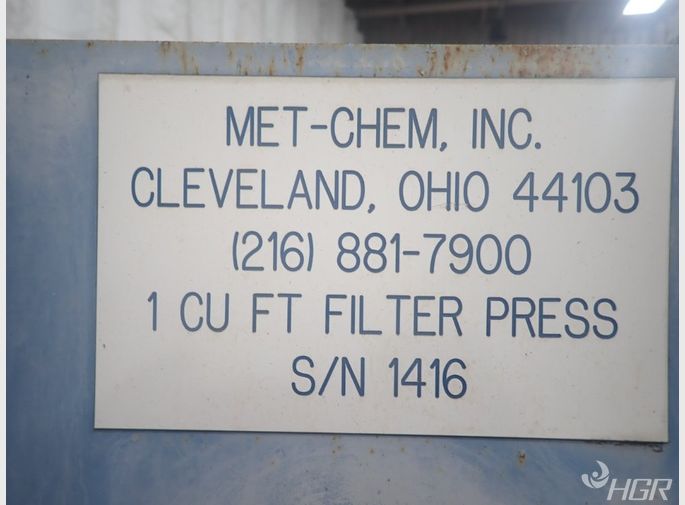 MET-CHEM, INC.
CLEVELAND, OHIO 44103
(216) 881-7900
1 CU FT FILTER PRESS
S/N 1416
HGR